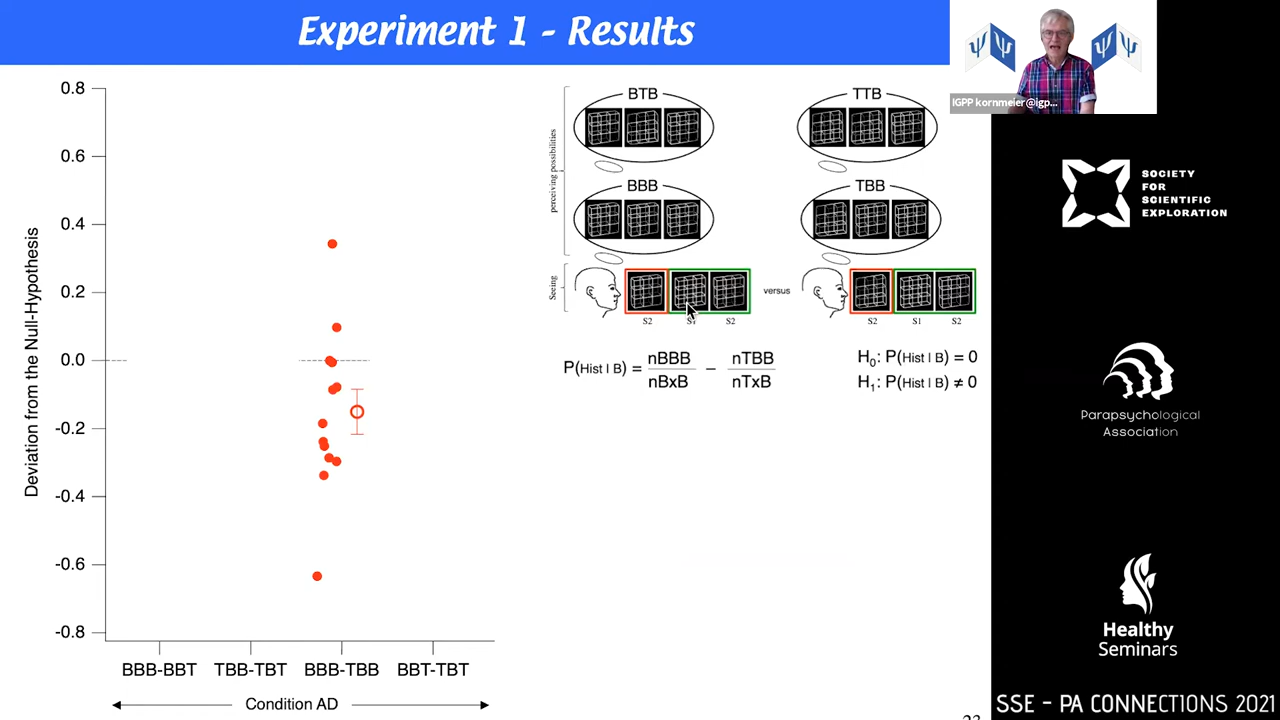 Experiment 1 - Results
IGPP kornmeier@igp...
0.8
0.6
0.4
0.2
0.0
-0.2
-0.4
-0.6
-0.8
Deviation from the Null-Hypothesis
BBB-BBT TBB-TBT BBB-TBB BBT-TBT
Condition AD
perceiving possibilities
BTB
TTB
BBB
TBB
Seeing
versus
S2 S1 S2
S2 S1 S2
P(Hist | B) = nBBB/nBxB − nTBB/nTxB
H0: P(Hist | B) = 0
H1: P(Hist | B) ≠ 0
SOCIETY
FOR
SCIENTIFIC
EXPLORATION
Parapsychological
Association
Healthy
Seminars
SSE - PA CONNECTIONS 2021